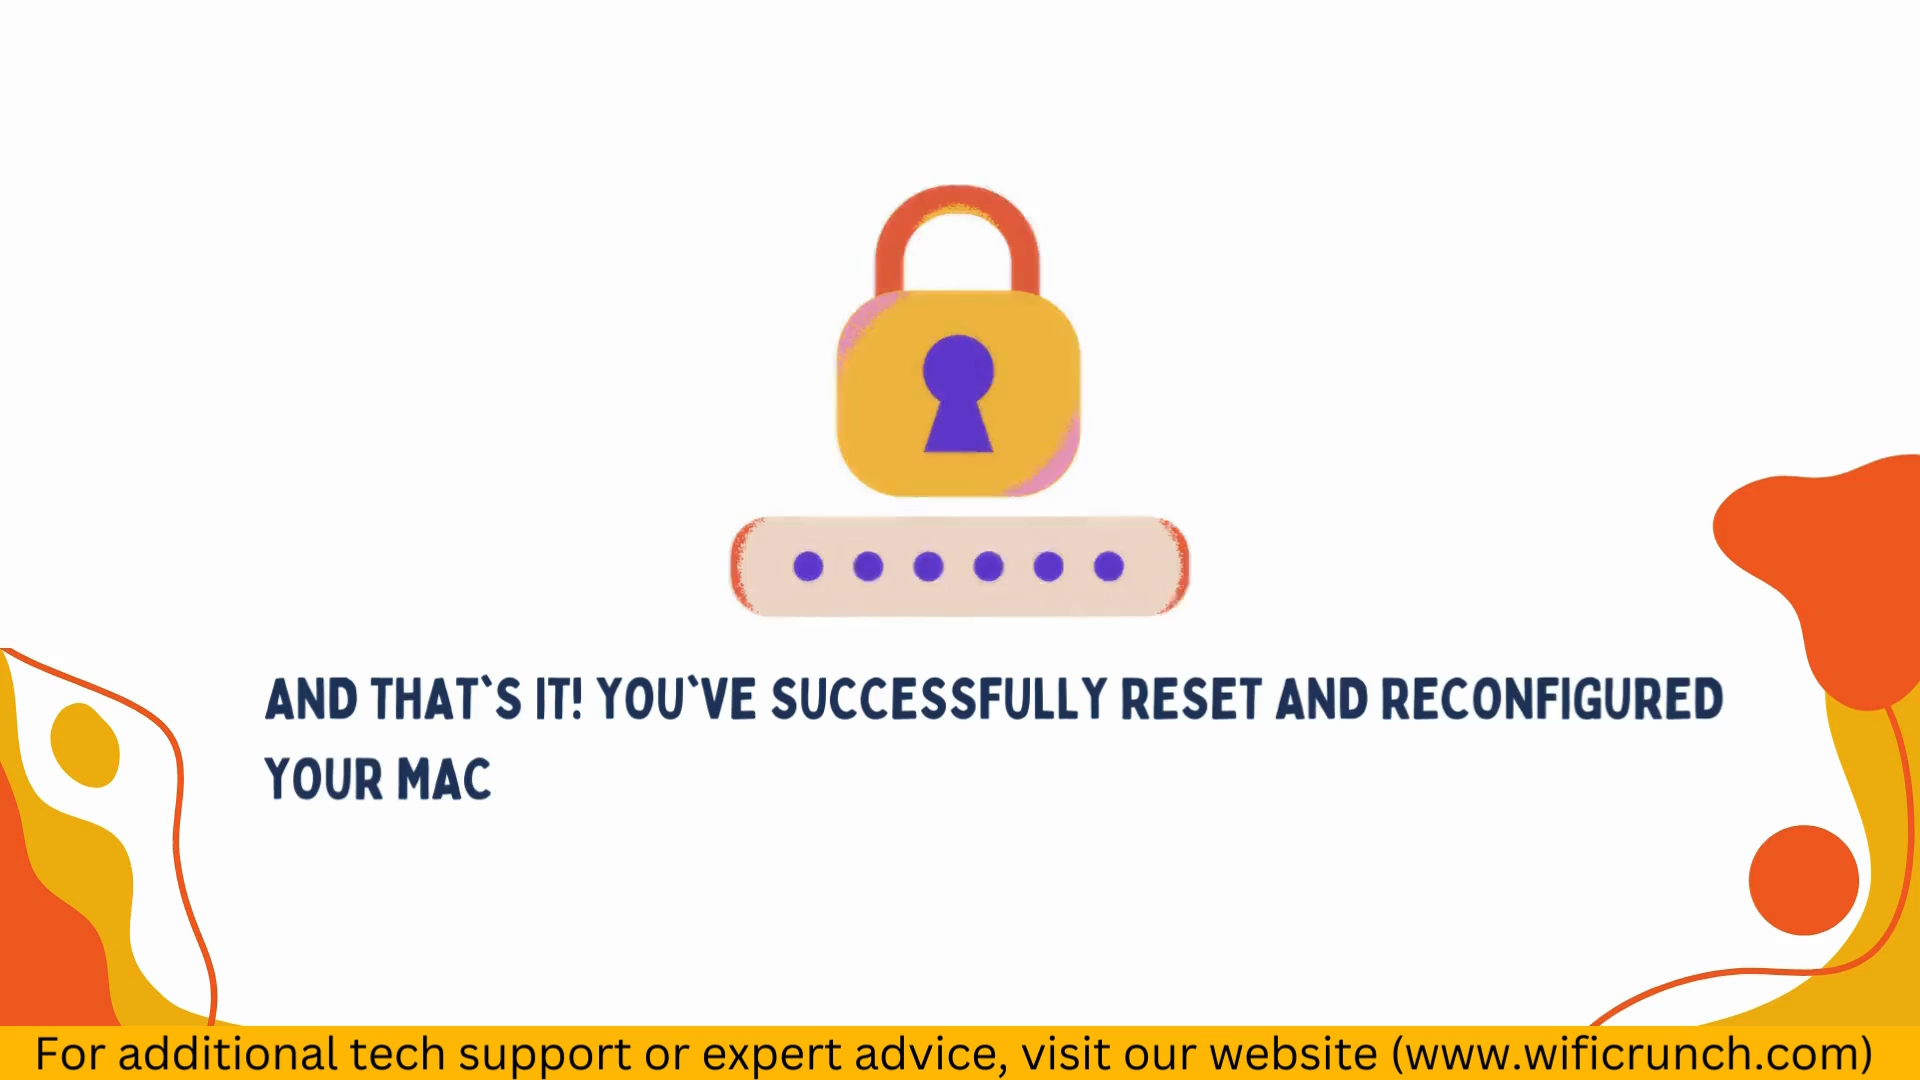 AND THAT`S IT! YOU`VE SUCCESSFULLY RESET AND RECONFIGURED
YOUR MAC
For additional tech support or expert advice, visit our website (www.wificrunch.com)